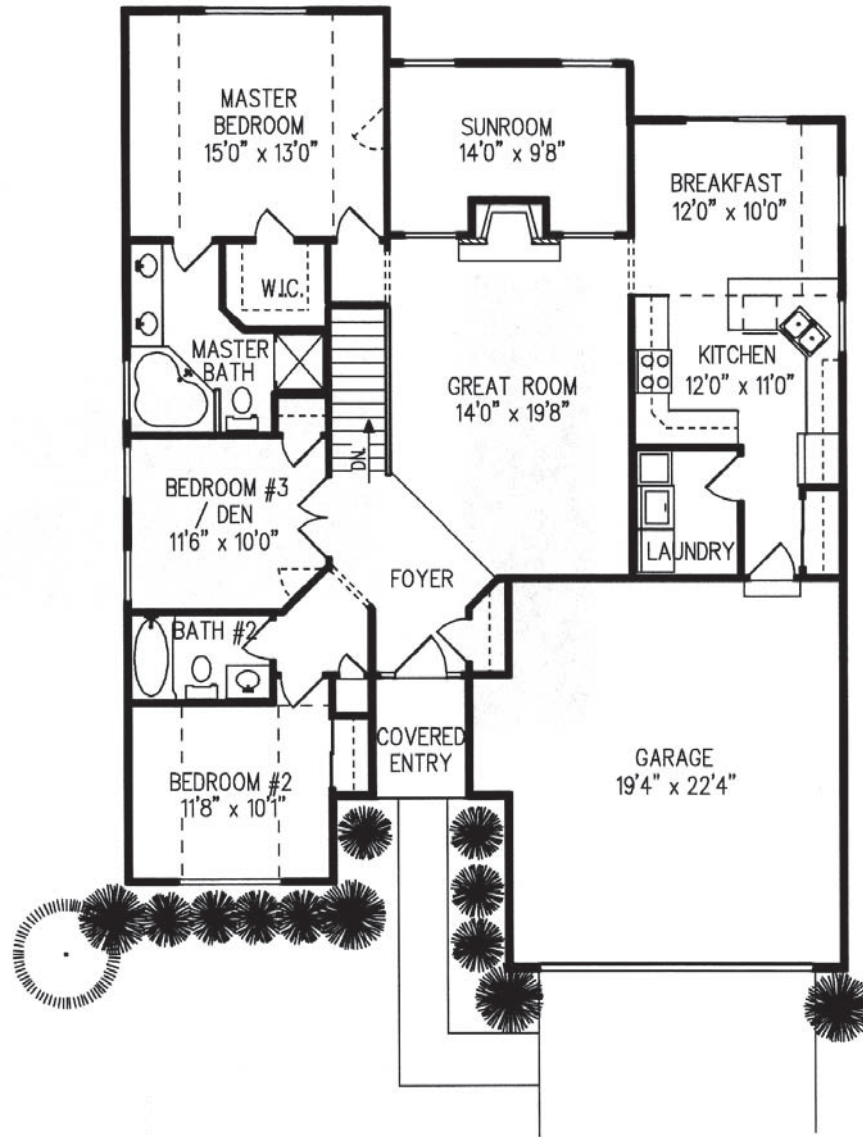 MASTER
BEDROOM
15'0" x 13'0"
SUNROOM
14'0" x 9'8"
BREAKFAST
12'0" x 10'0"
W.I.C.
MASTER
BATH
KITCHEN
12'0" x 11'0"
GREAT ROOM
14'0" x 19'8"
DN.
BEDROOM #3
/ DEN
11'6" x 10'0"
LAUNDRY
FOYER
BATH #2
COVERED
ENTRY
GARAGE
19'4" x 22'4"
BEDROOM #2
11'8" x 10'1"